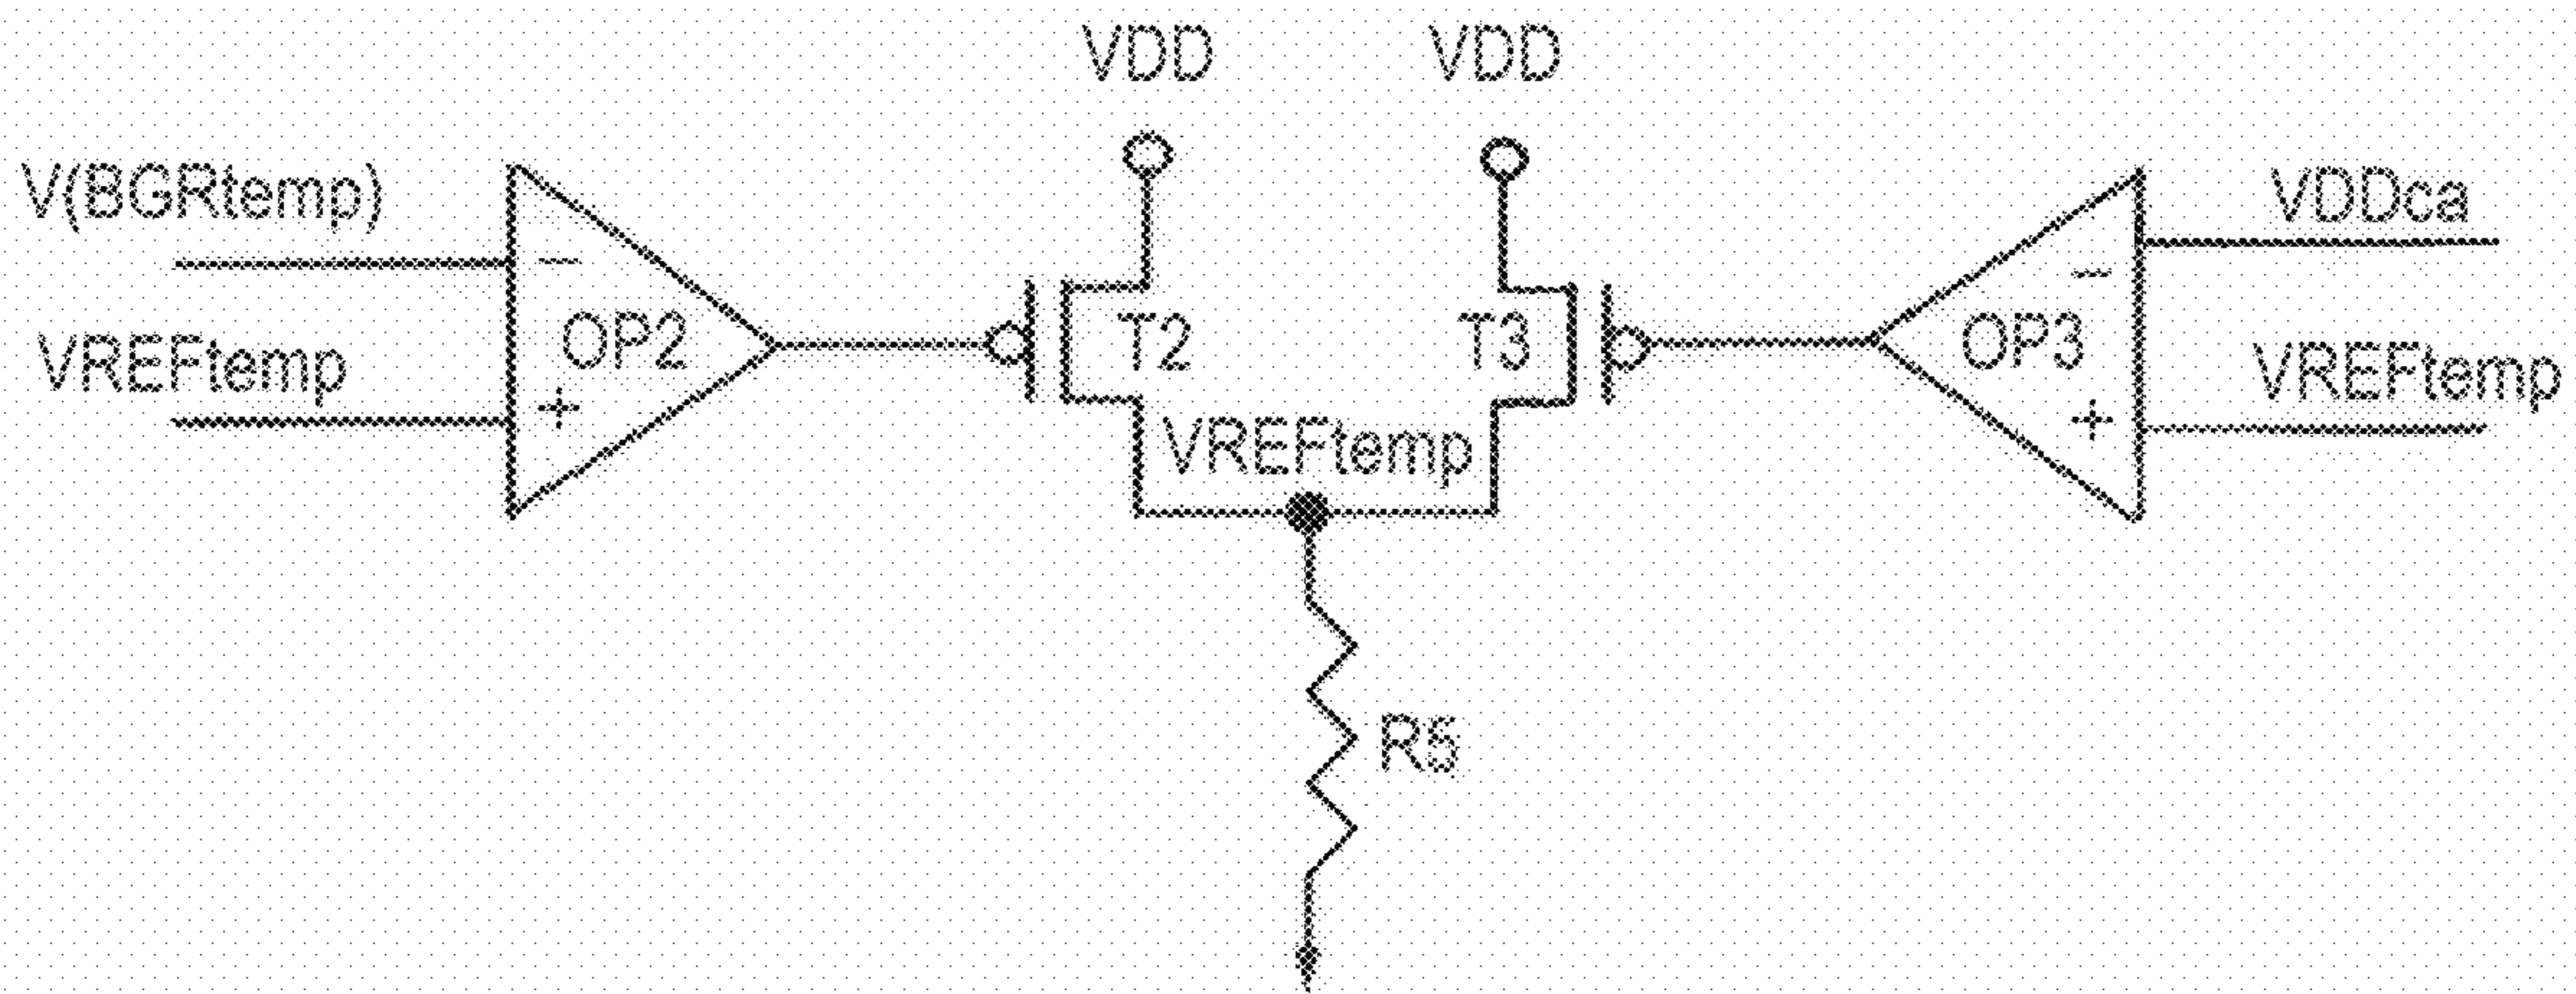 VDD VDD
V(BGRtemp)
−
VREFtemp
+
OP2
T2
T3
VREFtemp
OP3
VDDca
−
VREFtemp
+
R5